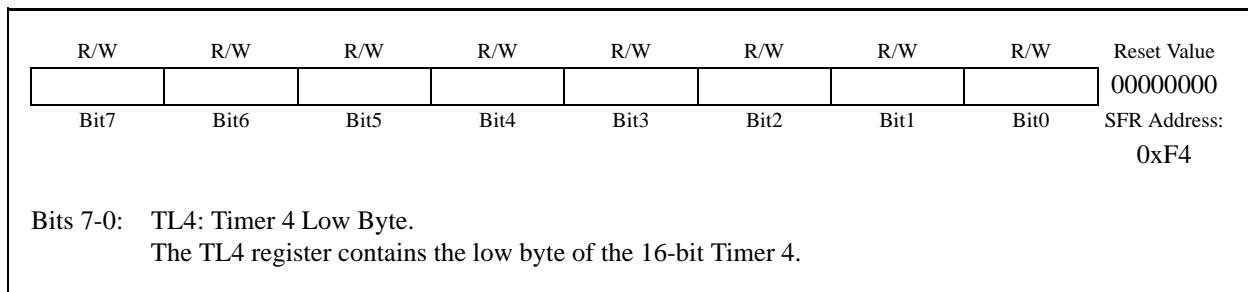 R/W R/W R/W R/W R/W R/W R/W R/W Reset Value
00000000
Bit7 Bit6 Bit5 Bit4 Bit3 Bit2 Bit1 Bit0 SFR Address:
0xF4
Bits 7-0: TL4: Timer 4 Low Byte.
The TL4 register contains the low byte of the 16-bit Timer 4.